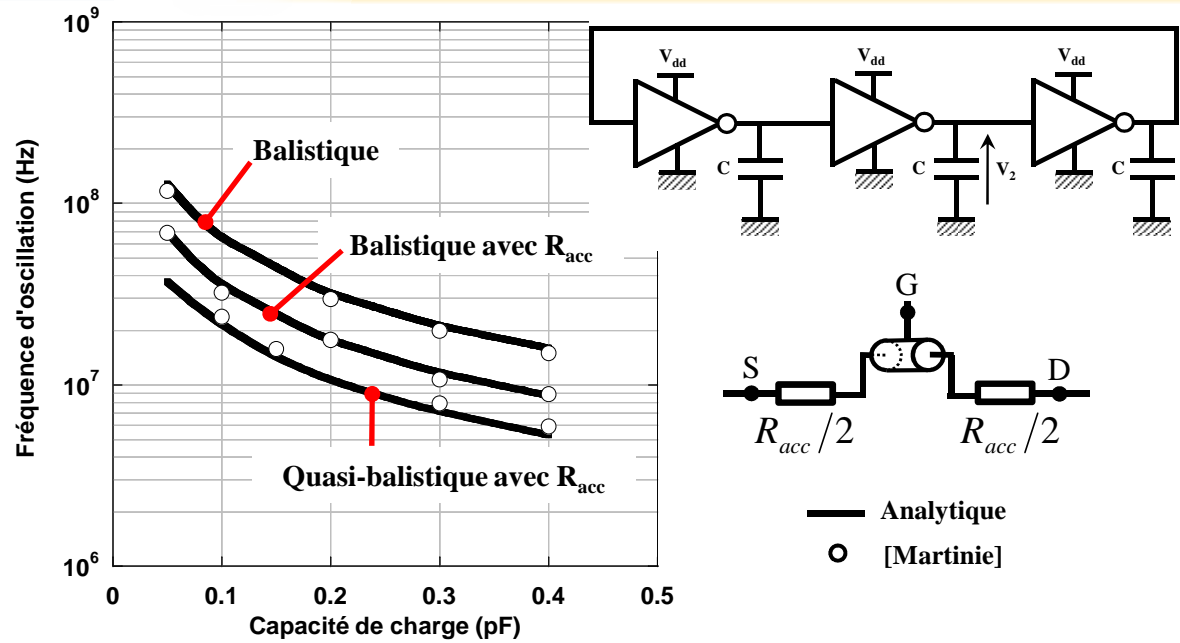 10^9
10^8
10^7
10^6
Fréquence d'oscillation (Hz)
Balistique
Balistique avec R_acc
Quasi-balistique avec R_acc
0
0.1
0.2
0.3
0.4
0.5
Capacité de charge (pF)
V_dd
V_dd
V_dd
C
C
V_2
C
G
S
D
R_acc/2
R_acc/2
Analytique
[Martinie]